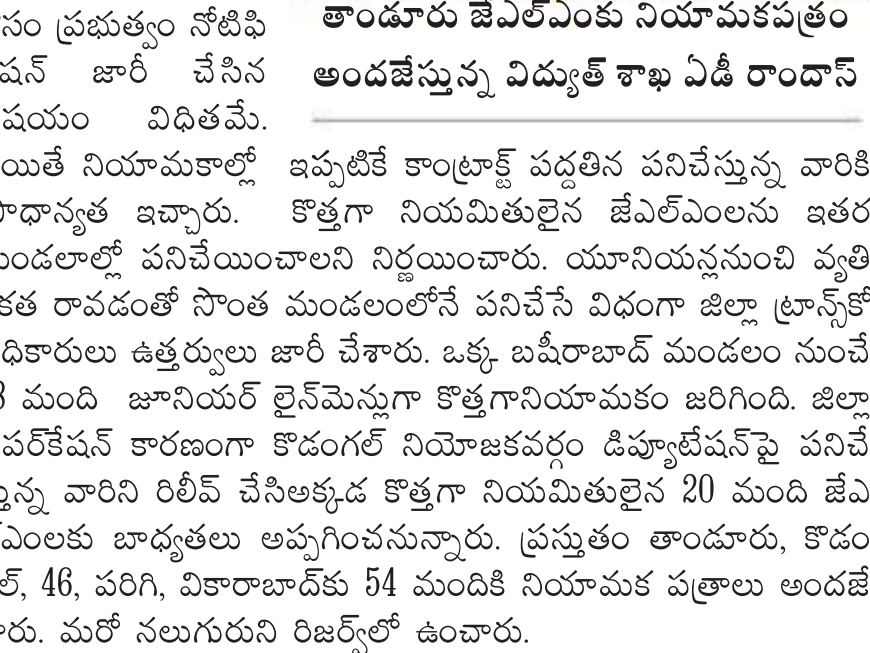 తాండూరు జేఎల్ఎంకు నియామకపత్రం
అందజేస్తున్న విద్యుత్ శాఖ ఏడీ రాందాస్
సం ప్రభుత్వం నోటిఫి
షన్ జారీ చేసిన
షయం విధితమే.
యితే నియామకాల్లో ఇప్పటికే కాంట్రాక్ట్ పద్దతిన పనిచేస్తున్న వారికి
ఇచ్చారు. కొత్తగా నియమితులైన జేఎల్ఎంలను ఇతర
మండలాల్లో పనిచేయించాలని నిర్ణయించారు. యూనియన్లనుంచి వ్యతి
కత రావడంతో సొంత మండలంలోనే పనిచేసే విధంగా జిల్లా ట్రాన్స్‌కో
ధికారులు ఉత్తర్వులు జారీ చేశారు. ఒక్క బషీరాబాద్ మండలం నుంచే
మంది జూనియర్ లైన్‌మెన్లుగా కొత్తగానియామకం జరిగింది. జిల్లా
పర్‌కేషన్ కారణంగా కొడంగల్ నియోజకవర్గం డిప్యూటేషన్‌పై పనిచే
స్తున్న వారిని రిలీవ్ చేసిఅక్కడ కొత్తగా నియమితులైన 20 మంది జేఎ
ఎంలకు బాధ్యతలు అప్పగించనున్నారు. ప్రస్తుతం తాండూరు, కొడం
ల్, 46, పరిగి, వికారాబాద్‌కు 54 మందికి నియామక పత్రాలు అందజే
మరో నలుగురుని రిజర్వ్‌లో ఉంచారు.